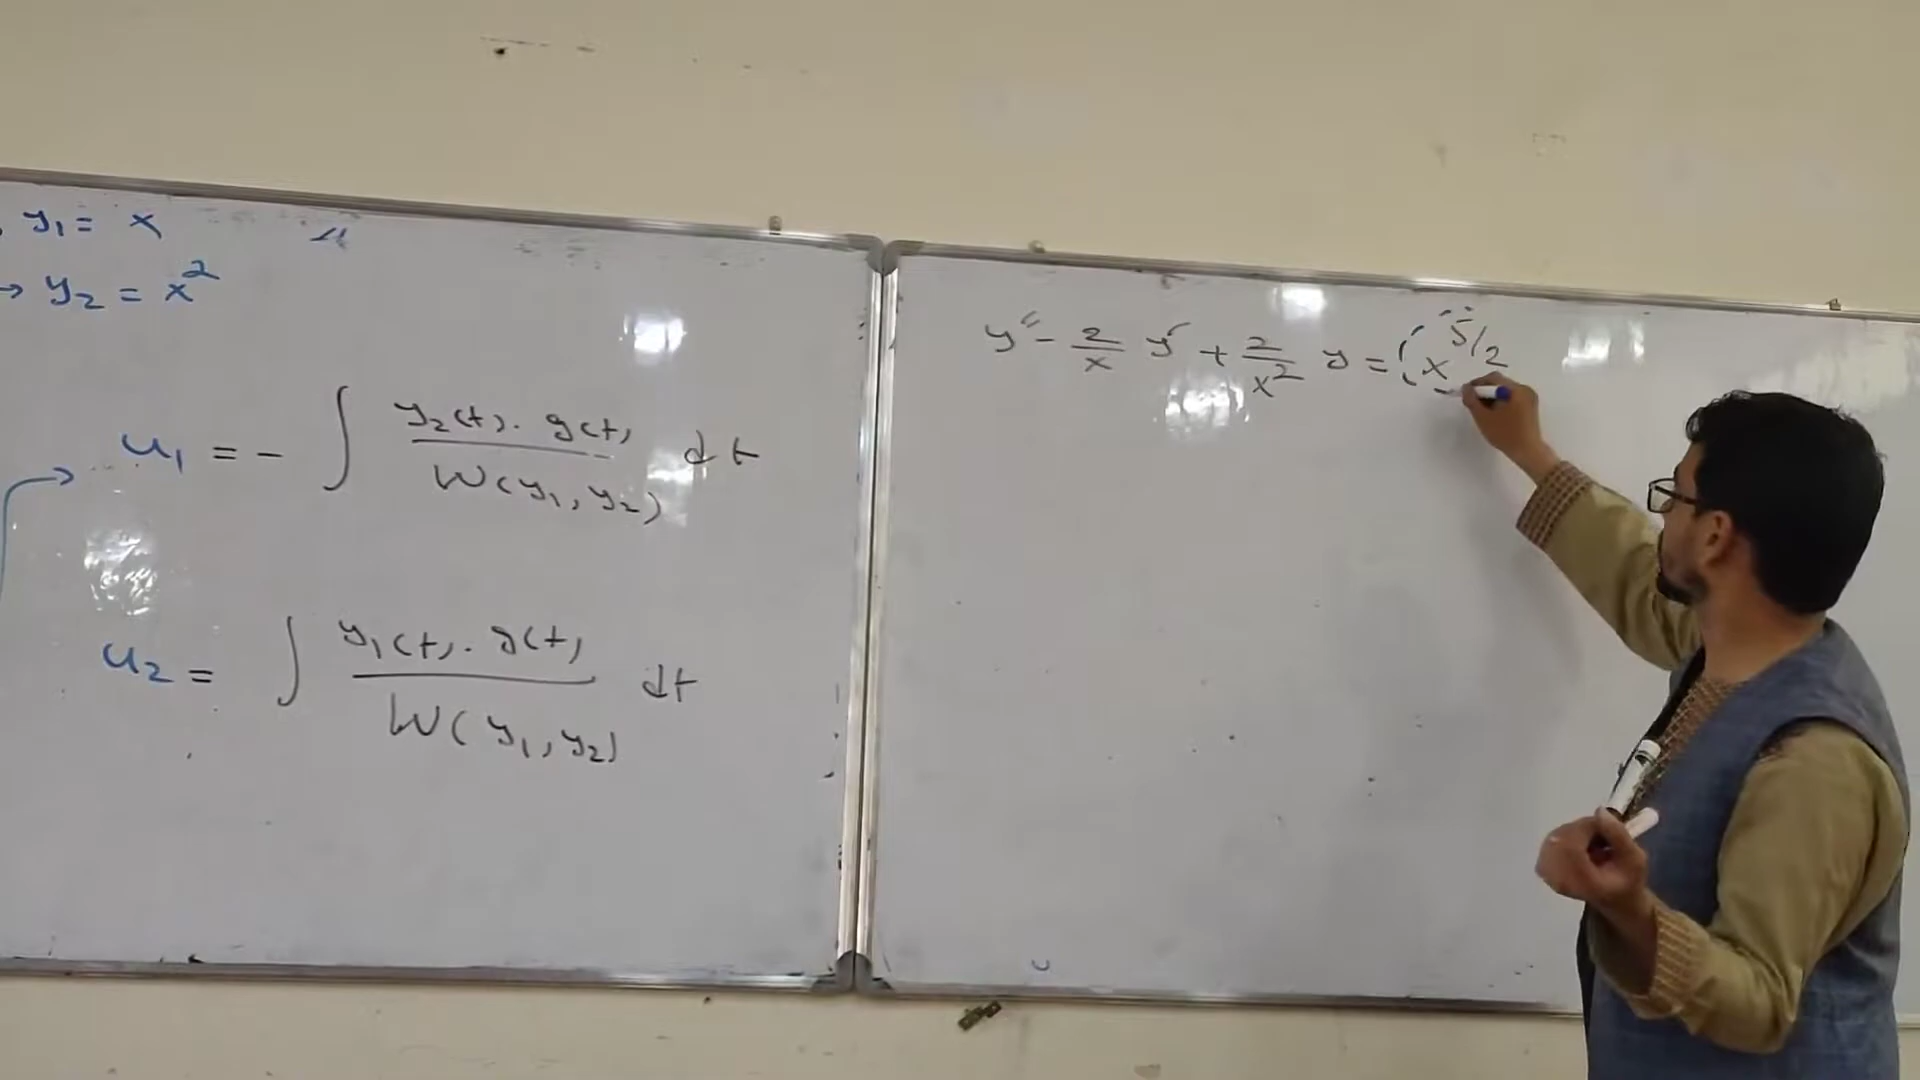 y₁ = x
→ y₂ = x²
u₁ = - ∫ y₂(t). g(t) / W(y₁, y₂) dt
u₂ = ∫ y₁(t). g(t) / W(y₁, y₂) dt
y″ - 2/x y′ + 2/x² y = x^5/2